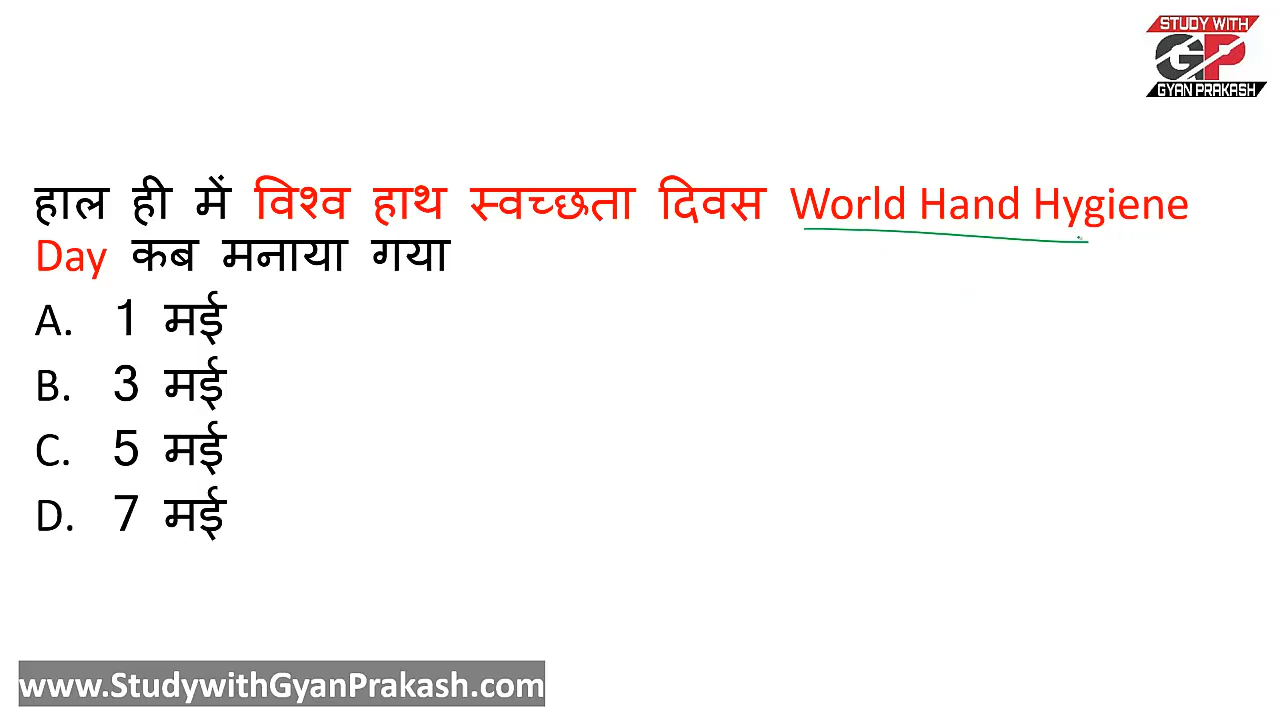 STUDY WITH
GP
GYAN PRAKASH
हाल ही में विश्व हाथ स्वच्छता दिवस World Hand Hygiene
Day कब मनाया गया
A. 1 मई
B. 3 मई
C. 5 मई
D. 7 मई
www.StudywithGyanPrakash.com